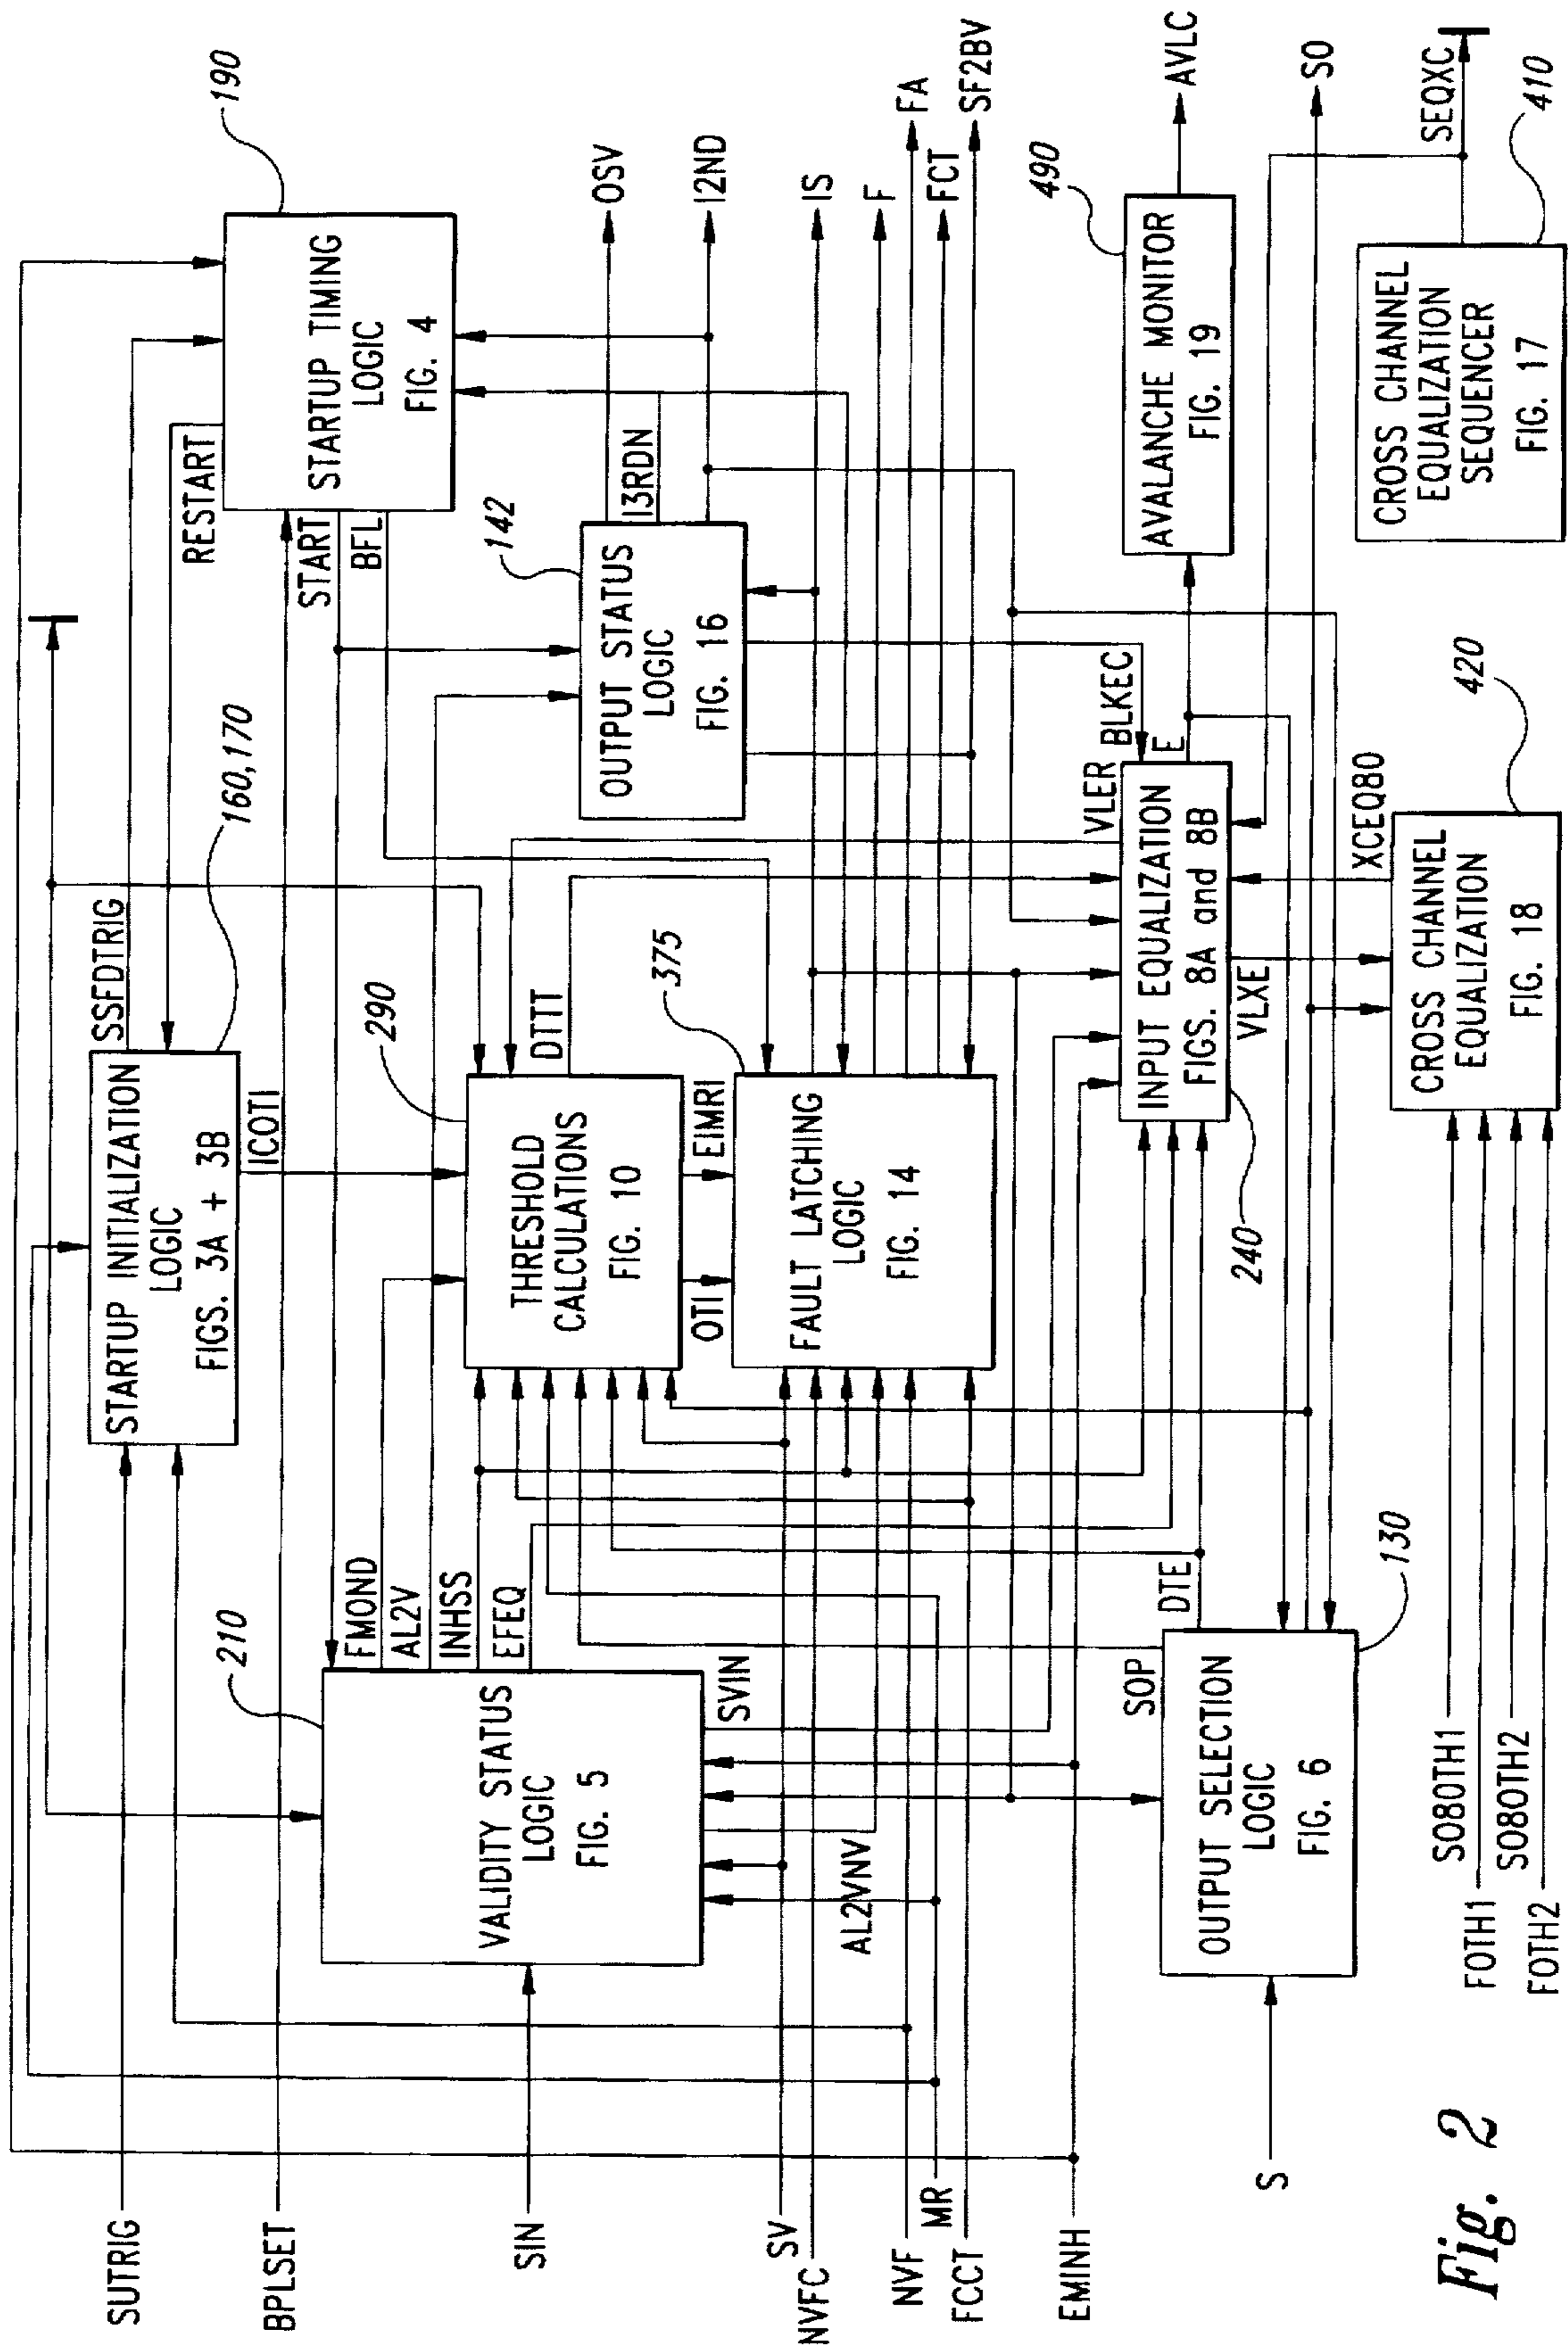 SUTRIG
BPLSET
SIN
SV
NVFC
NVF
MR
FCCT
EMINH
S
STARTUP INITIALIZATION
LOGIC
FIGS. 3A + 3B
160,170
SSFDTRIG
ICOTI
RESTART
START
BFL
STARTUP TIMING
LOGIC
FIG. 4
190
VALIDITY STATUS
LOGIC
FIG. 5
210
FMOND
AL2V
INHSS
EFEQ
SVIN
AL2VNV
THRESHOLD
CALCULATIONS
FIG. 10
290
DTTT
OTI
EIMRI
FAULT LATCHING
LOGIC
FIG. 14
375
OUTPUT STATUS
LOGIC
FIG. 16
142
I3RDN
OSV
I2ND
IS
F
FA
FCT
SF2BV
BLKEC
VLER
E
INPUT EQUALIZATION
FIGS. 8A and 8B
240
VLXE
XCEQ80
AVALANCHE MONITOR
FIG. 19
490
AVLC
SO
SEQXC
CROSS CHANNEL
EQUALIZATION
SEQUENCER
FIG. 17
410
CROSS CHANNEL
EQUALIZATION
FIG. 18
420
OUTPUT SELECTION
LOGIC
FIG. 6
130
SOP
DTE
SO80TH1
FOTH1
SO80TH2
FOTH2
Fig. 2